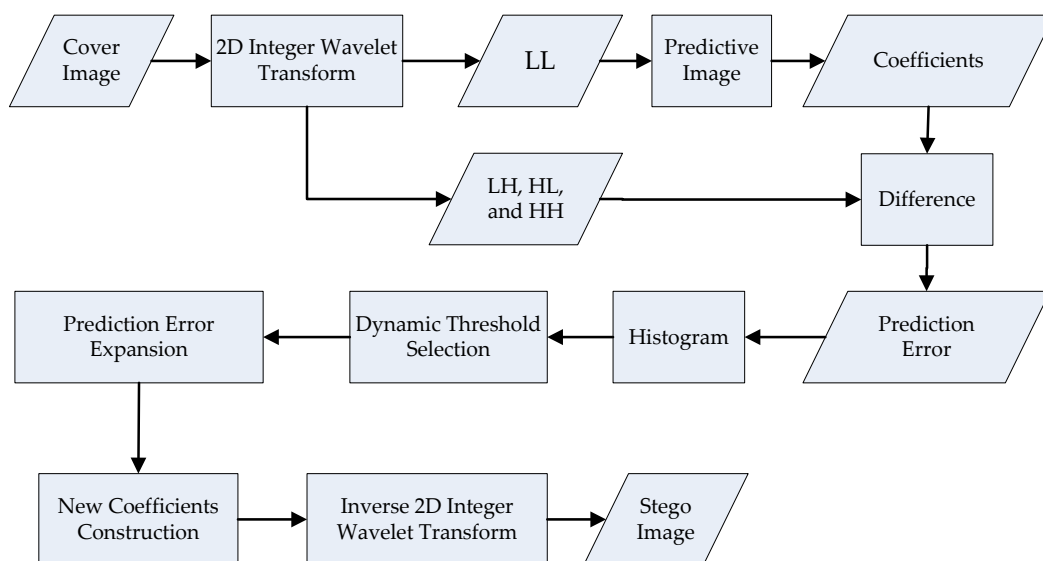 Cover
Image
2D Integer Wavelet
Transform
LL
Predictive
Image
Coefficients
LH, HL,
and HH
Difference
Prediction Error
Expansion
Dynamic Threshold
Selection
Histogram
Prediction
Error
New Coefficients
Construction
Inverse 2D Integer
Wavelet Transform
Stego
Image